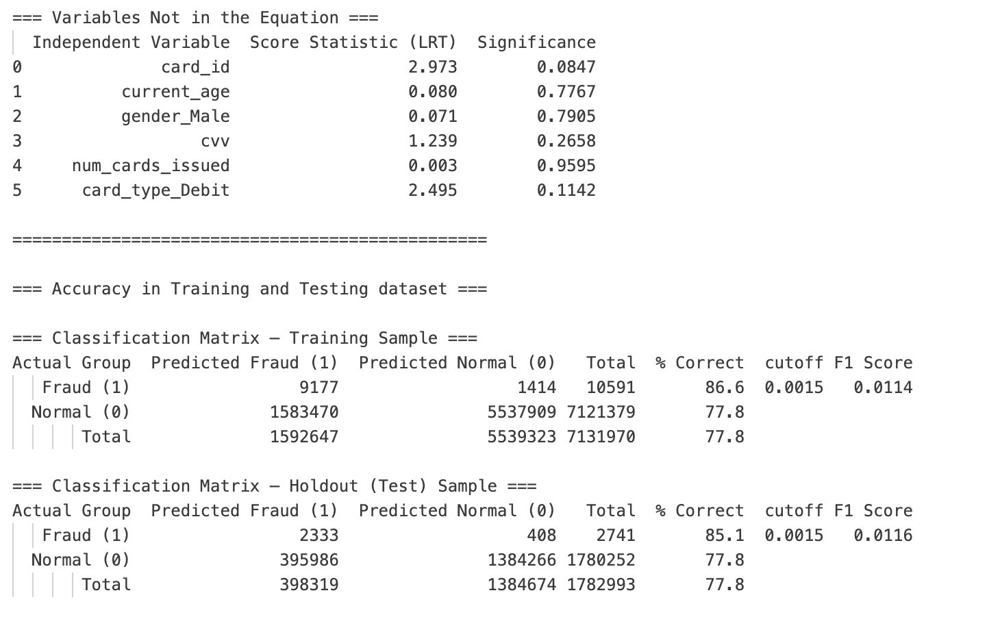 === Variables Not in the Equation ===
Independent Variable Score Statistic (LRT) Significance
0 card_id 2.973 0.0847
1 current_age 0.080 0.7767
2 gender_Male 0.071 0.7905
3 cvv 1.239 0.2658
4 num_cards_issued 0.003 0.9595
5 card_type_Debit 2.495 0.1142
================================================
=== Accuracy in Training and Testing dataset ===
=== Classification Matrix — Training Sample ===
Actual Group Predicted Fraud (1) Predicted Normal (0) Total % Correct cutoff F1 Score
Fraud (1) 9177 1414 10591 86.6 0.0015 0.0114
Normal (0) 1583470 5537909 7121379 77.8
Total 1592647 5539323 7131970 77.8
=== Classification Matrix — Holdout (Test) Sample ===
Actual Group Predicted Fraud (1) Predicted Normal (0) Total % Correct cutoff F1 Score
Fraud (1) 2333 408 2741 85.1 0.0015 0.0116
Normal (0) 395986 1384266 1780252 77.8
Total 398319 1384674 1782993 77.8